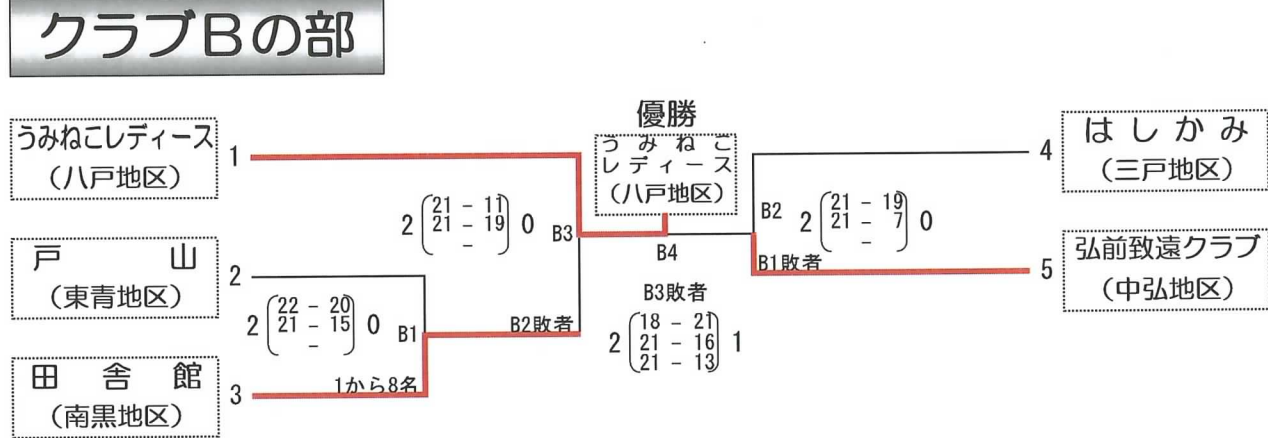 クラブBの部
優勝
うみねこ
レディース
(八戸地区)
うみねこレディース
(八戸地区)
1
戸山
(東青地区)
2
田舎館
(南黒地区)
3
はしかみ
(三戸地区)
4
弘前致遠クラブ
(中弘地区)
5
2 21 - 11 0
21 - 19
-
B3
B4
B2
2 21 - 19 0
21 - 7
-
B1敗者
2 22 - 20 0
21 - 15
-
B1
B2敗者
1から8名
B3敗者
2 18 - 21 1
21 - 16
21 - 13